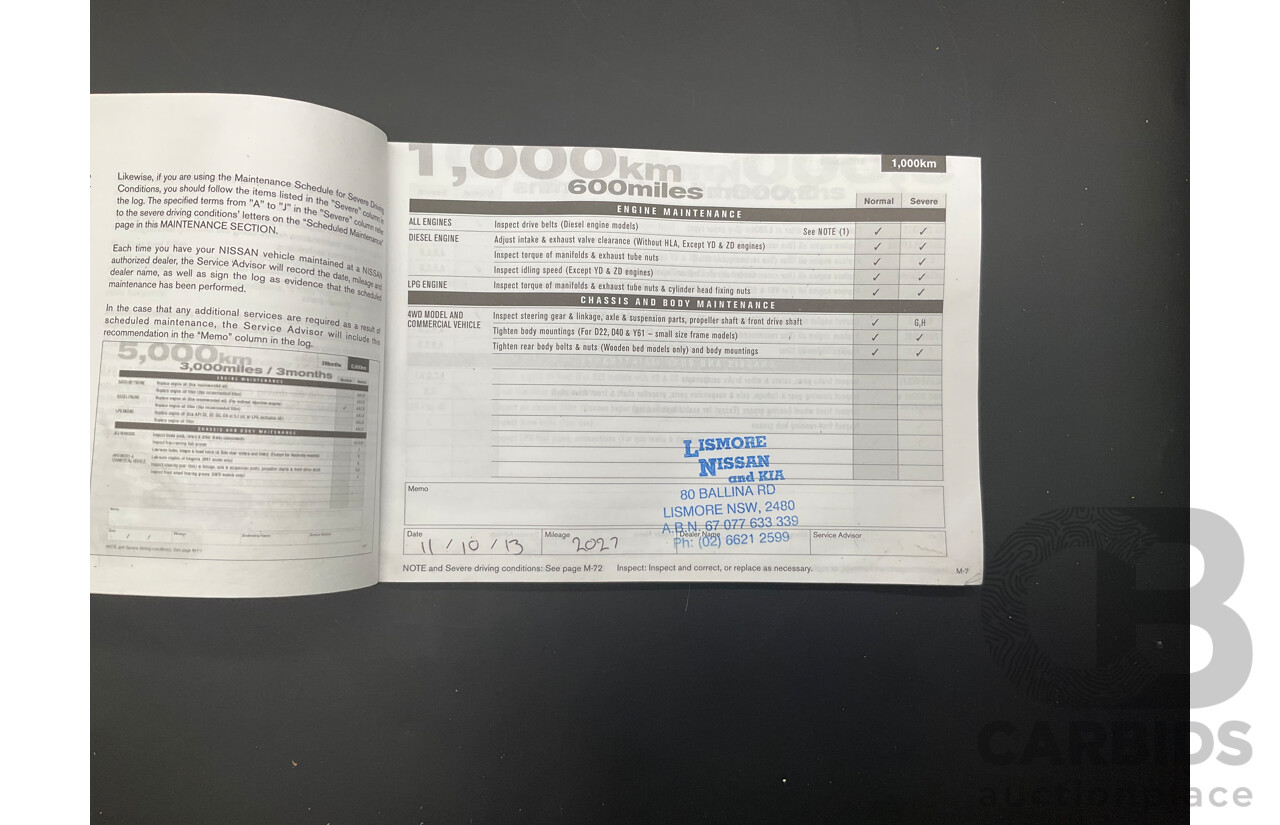 Likewise, if you are using the Maintenance Schedule for Severe Driving
Conditions, you should follow the items listed in the "Severe" column in
the log. The specified terms from "A" to "J" in the "Severe" column refer
to the severe driving conditions' letters on the "Scheduled Maintenance"
page in this MAINTENANCE SECTION.
Each time you have your NISSAN vehicle maintained at a NISSAN
authorized dealer, the Service Advisor will record the date, mileage and
dealer name, as well as sign the log as evidence that the scheduled
maintenance has been performed.
In the case that any additional services are required as a result of
scheduled maintenance, the Service Advisor will include the
recommendation in the "Memo" column in the log.
5,000km
3,000miles / 3months
ENGINE MAINTENANCE
CHASSIS AND BODY MAINTENANCE
1,000km
600miles
1,000km
Normal Severe
ENGINE MAINTENANCE
ALL ENGINES Inspect drive belts (Diesel engine models) See NOTE (1) ✓ ✓
DIESEL ENGINE Adjust intake & exhaust valve clearance (Without HLA, Except YD & ZD engines) ✓ ✓
Inspect torque of manifolds & exhaust tube nuts ✓ ✓
Inspect idling speed (Except YD & ZD engines) ✓ ✓
LPG ENGINE Inspect torque of manifolds & exhaust tube nuts & cylinder head fixing nuts ✓ ✓
CHASSIS AND BODY MAINTENANCE
4WD MODEL AND COMMERCIAL VEHICLE Inspect steering gear & linkage, axle & suspension parts, propeller shaft & front drive shaft ✓ G,H
Tighten body mountings (For D22, D40 & Y61 – small size frame models) ✓ ✓
Tighten rear body bolts & nuts (Wooden bed models only) and body mountings ✓ ✓
LISMORE
NISSAN
and KIA
80 BALLINA RD
LISMORE NSW, 2480
A.B.N. 67 077 633 339
Ph: (02) 6621 2599
Memo
Date 11 / 10 / 13 Mileage 2027 Dealer Name Service Advisor
NOTE and Severe driving conditions: See page M-72 Inspect: Inspect and correct, or replace as necessary.
M-7
CARBIDS
auctionplace